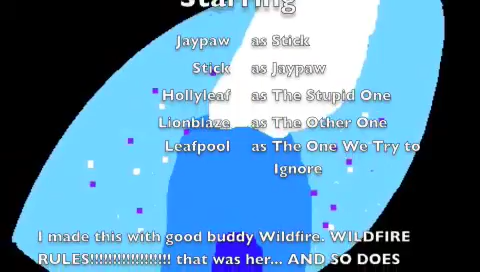 Starring
Jaypaw as Stick
Stick as Jaypaw
Hollyleaf as The Stupid One
Lionblaze as The Other One
Leafpool as The One We Try to
Ignore
I made this with good buddy Wildfire. WILDFIRE
RULES!!!!!!!!!!!!!!!!!! that was her... AND SO DOES